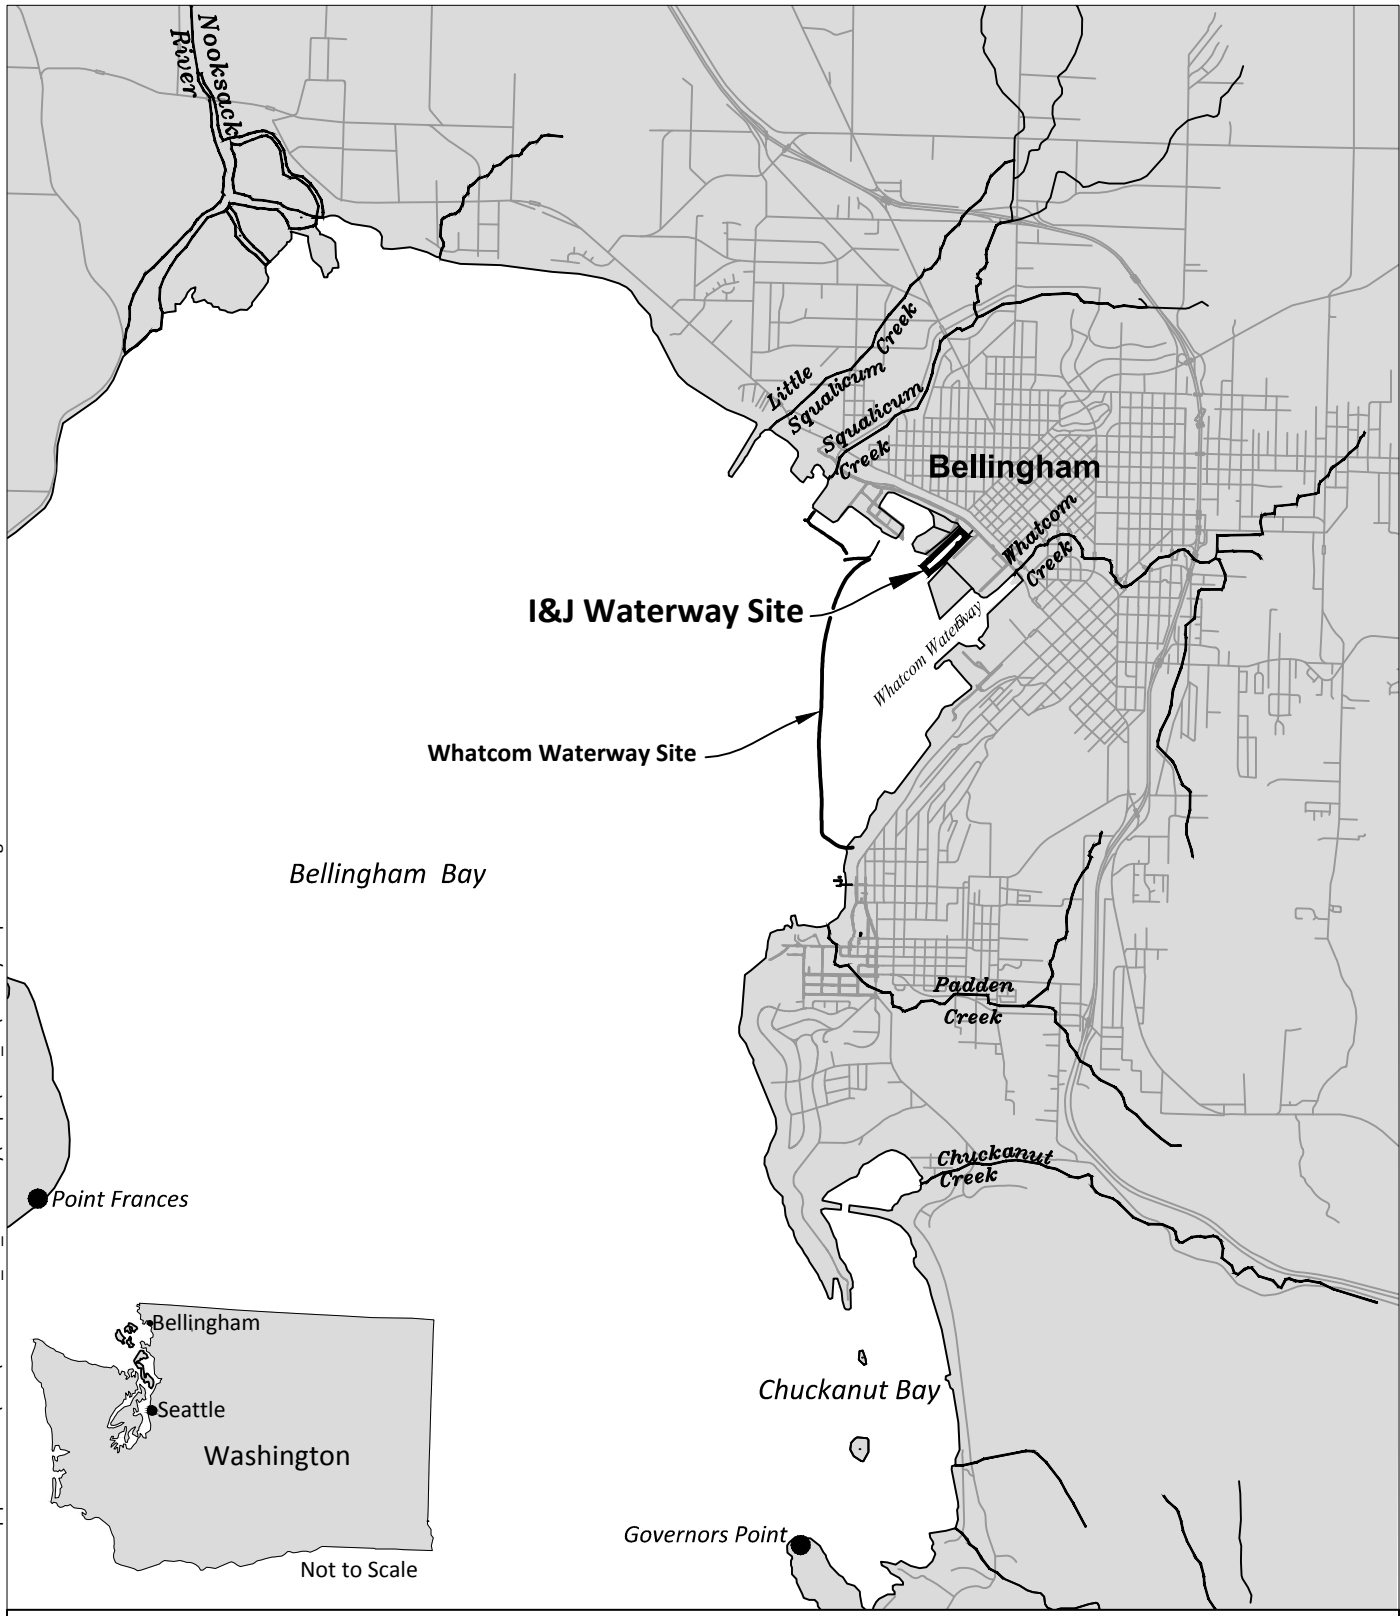 Nooksack
River
Little
Squalicum
Creek
Squalicum
Creek
Bellingham
Whatcom
Creek
I&J Waterway Site
Whatcom Waterway
Whatcom Waterway Site
Bellingham Bay
Padden
Creek
Chuckanut
Creek
Point Frances
Bellingham
Seattle
Washington
Not to Scale
Chuckanut Bay
Governors Point